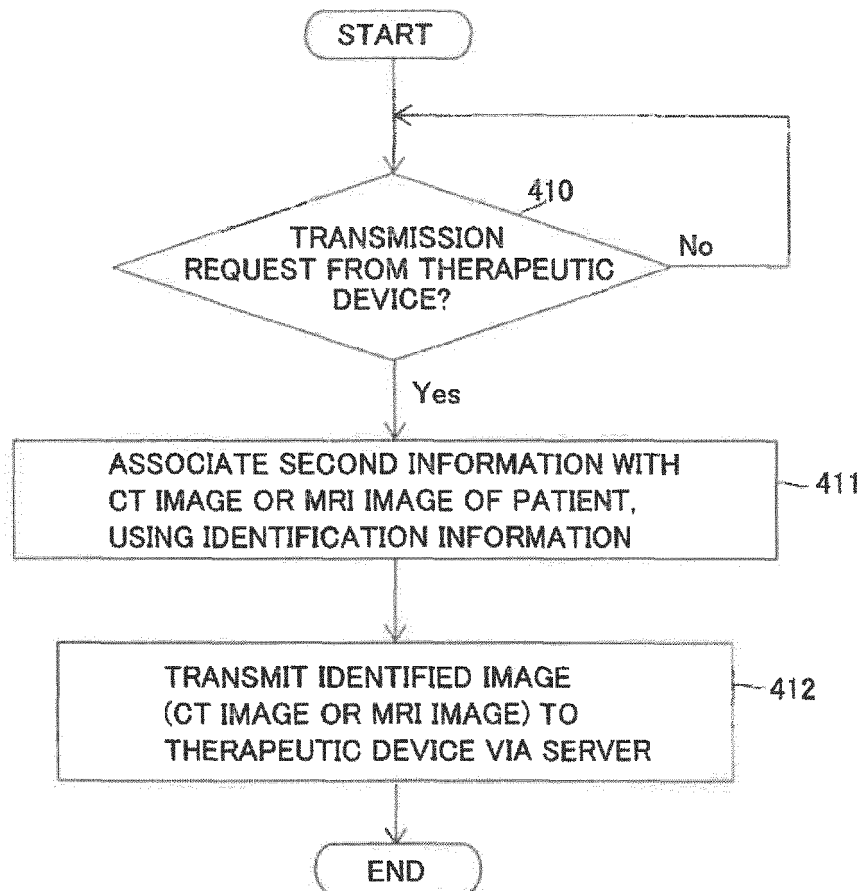 START
410
TRANSMISSION
REQUEST FROM THERAPEUTIC
DEVICE?
No
Yes
ASSOCIATE SECOND INFORMATION WITH
CT IMAGE OR MRI IMAGE OF PATIENT,
USING IDENTIFICATION INFORMATION
411
TRANSMIT IDENTIFIED IMAGE
(CT IMAGE OR MRI IMAGE) TO
THERAPEUTIC DEVICE VIA SERVER
412
END